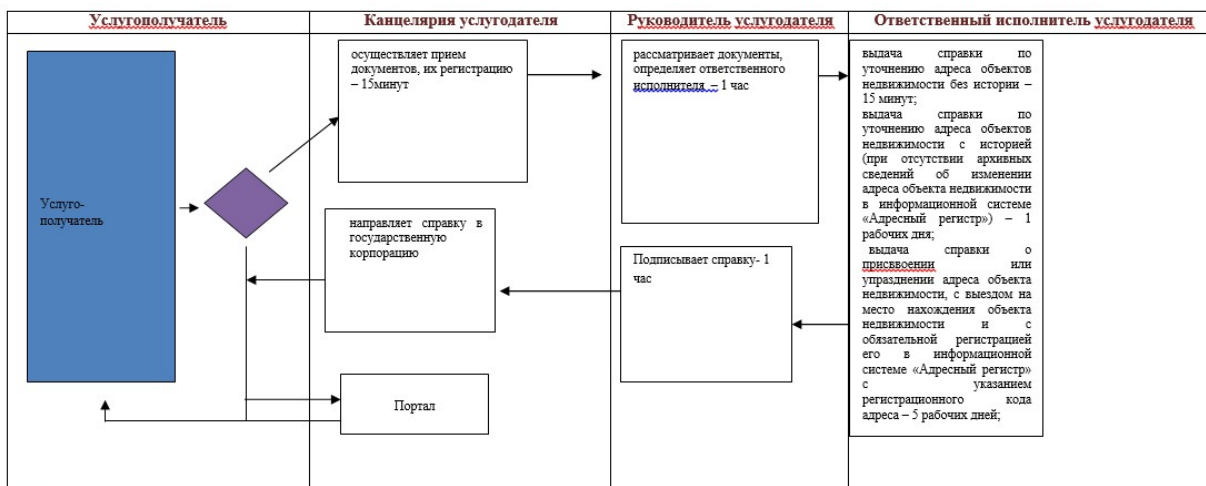 Услугополучатель
Канцелярия услугодателя
Руководитель услугодателя
Ответственный исполнитель услугодателя
Услуго-
получатель
осуществляет прием
документов, их регистрацию
– 15минут
направляет справку в
государственную
корпорацию
Портал
рассматривает документы,
определяет ответственного
исполнителя – 1 час
Подписывает справку- 1
час
выдача справки по
уточнению адреса объектов
недвижимости без истории –
15 минут;
выдача справки по
уточнению адреса объектов
недвижимости с историей
(при отсутствии архивных
сведений об изменении
адреса объекта недвижимости
в информационной системе
«Адресный регистр») – 1
рабочих дня;
выдача справки о
присввоении или
упразднении адреса объекта
недвижимости, с выездом на
место нахождения объекта
недвижимости и с
обязательной регистрацией
его в информационной
системе «Адресный регистр»
с указанием
регистрационного кода
адреса – 5 рабочих дней;